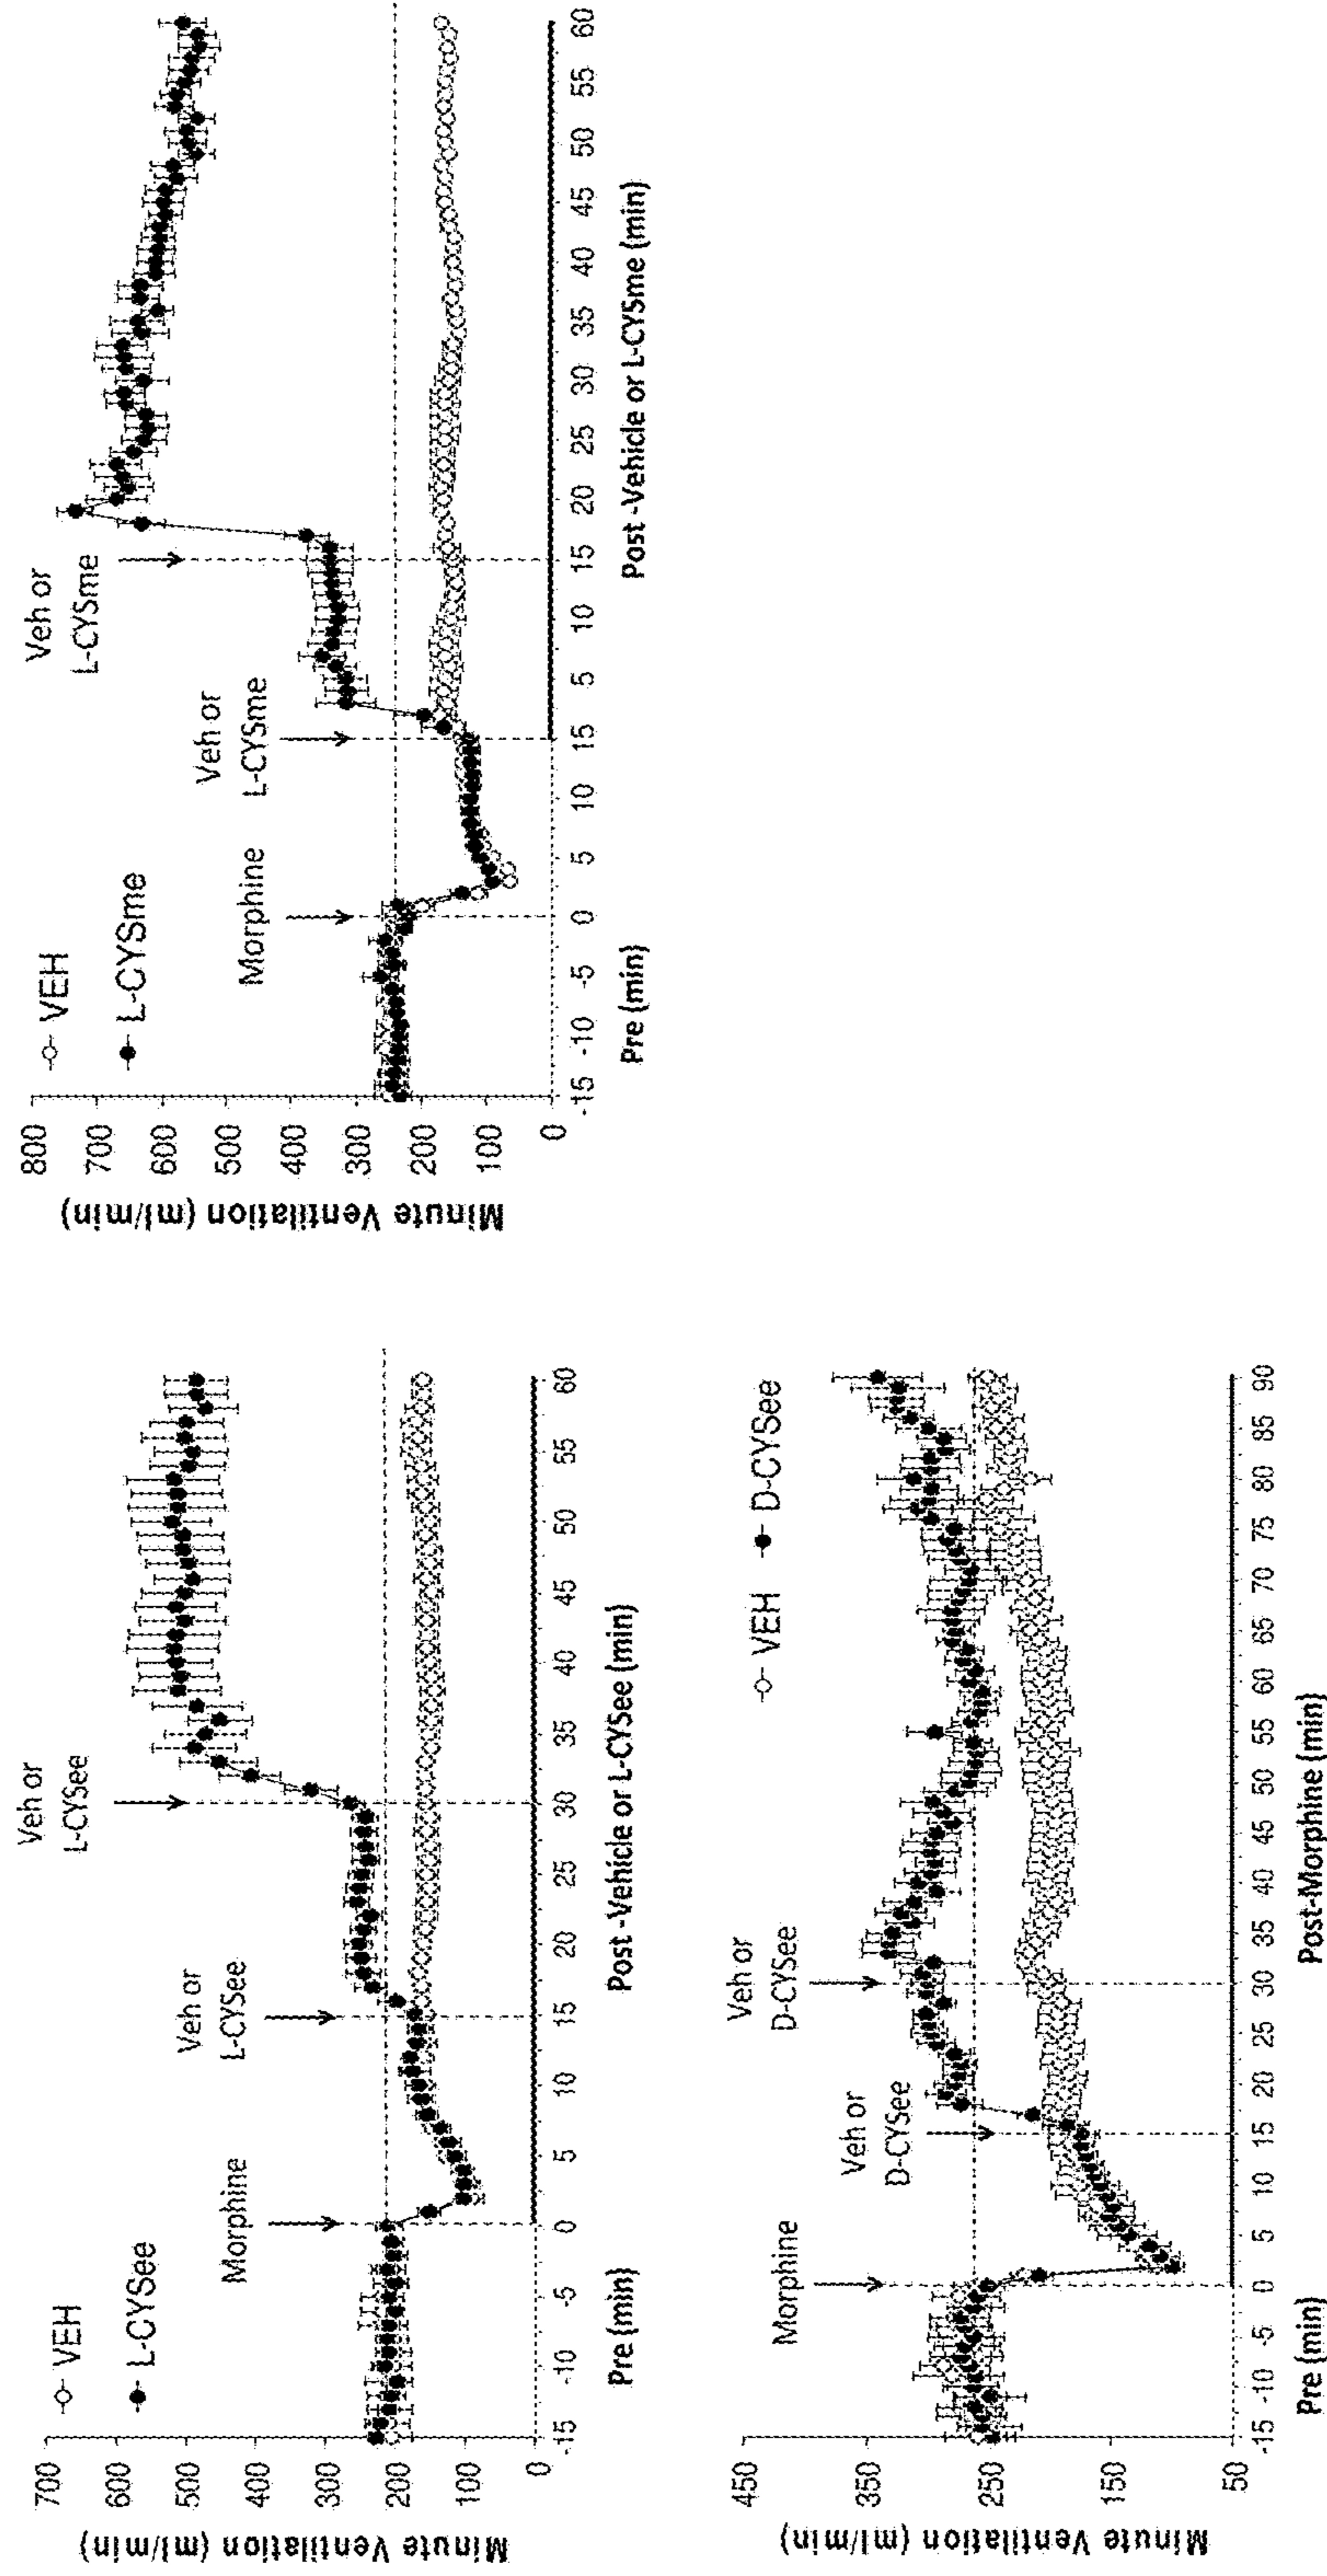 VEH
L-CYSee
Morphine
Veh or
L-CYSee
Veh or
L-CYSee
Minute Ventilation (ml/min)
700
600
500
400
300
200
100
0
-15 -10 -5 0 5 10 15 20 25 30 35 40 45 50 55 60
Pre (min)
Post -Vehicle or L-CYSee (min)
VEH
L-CYSme
Morphine
Veh or
L-CYSme
Veh or
L-CYSme
Minute Ventilation (ml/min)
800
700
600
500
400
300
200
100
0
-15 -10 -5 0 5 10 15 5 10 15 20 25 30 35 40 45 50 55 60
Pre (min)
Post -Vehicle or L-CYSme (min)
VEH
D-CYSee
Morphine
Veh or
D-CYSee
Veh or
D-CYSee
Minute Ventilation (ml/min)
450
350
250
150
50
-15 -10 -5 0 5 10 15 20 25 30 35 40 45 50 55 60 65 70 75 80 85 90
Pre (min)
Post-Morphine (min)